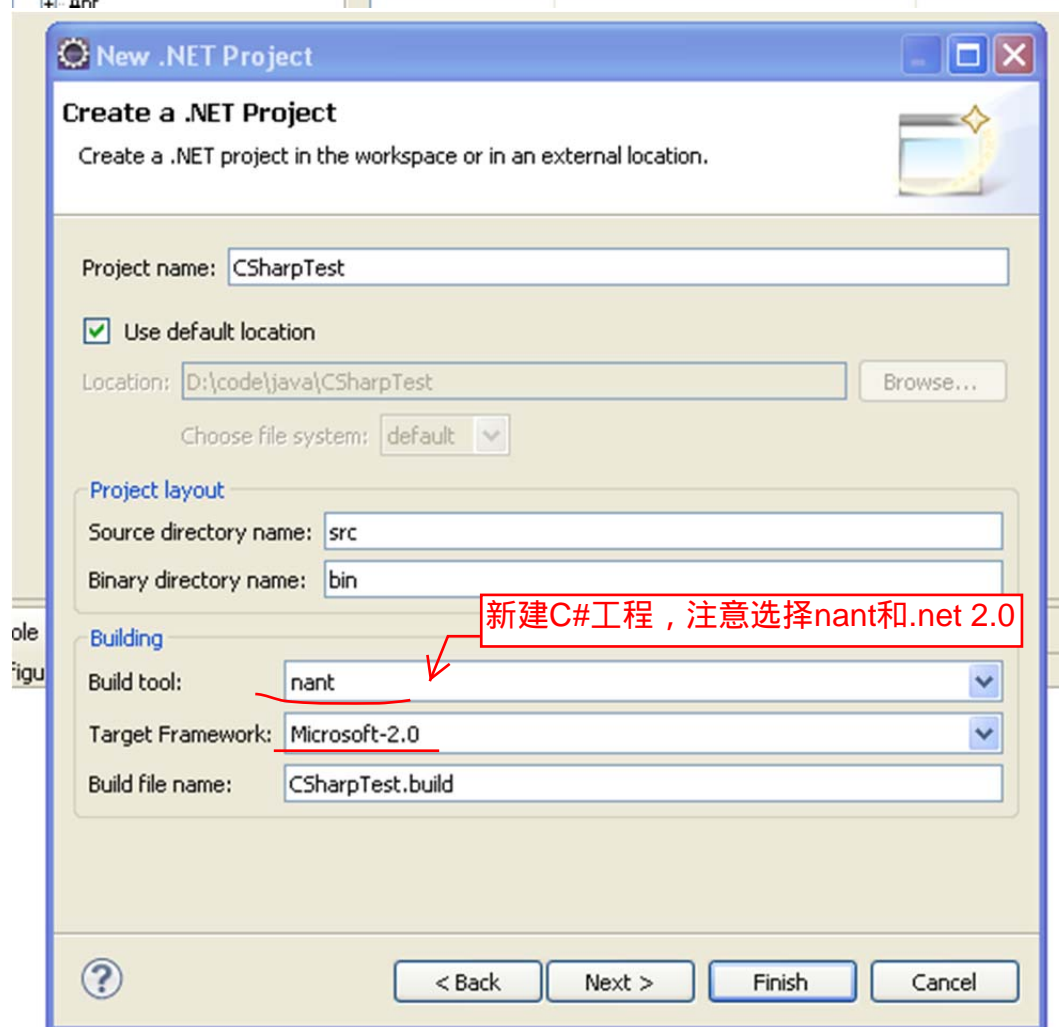 New .NET Project
Create a .NET Project
Create a .NET project in the workspace or in an external location.
Project name: CSharpTest
Use default location
Location: D:\code\java\CSharpTest Browse...
Choose file system: default
Project layout
Source directory name: src
Binary directory name: bin
新建C#工程，注意选择nant和.net 2.0
ole
Building
figu
Build tool: nant
Target Framework: Microsoft-2.0
Build file name: CSharpTest.build
? < Back Next > Finish Cancel